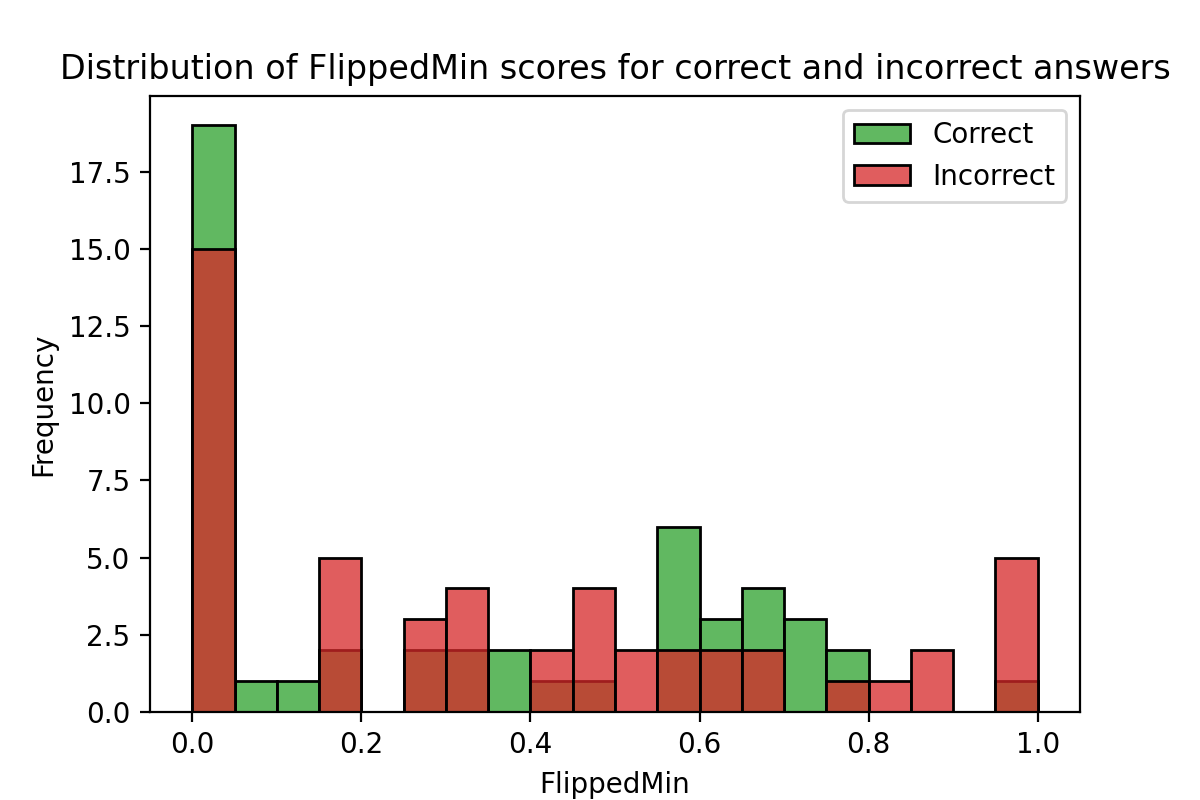 Distribution of FlippedMin scores for correct and incorrect answers
Correct
Incorrect
17.5
15.0
12.5
10.0
7.5
5.0
2.5
0.0
Frequency
0.0 0.2 0.4 0.6 0.8 1.0
FlippedMin